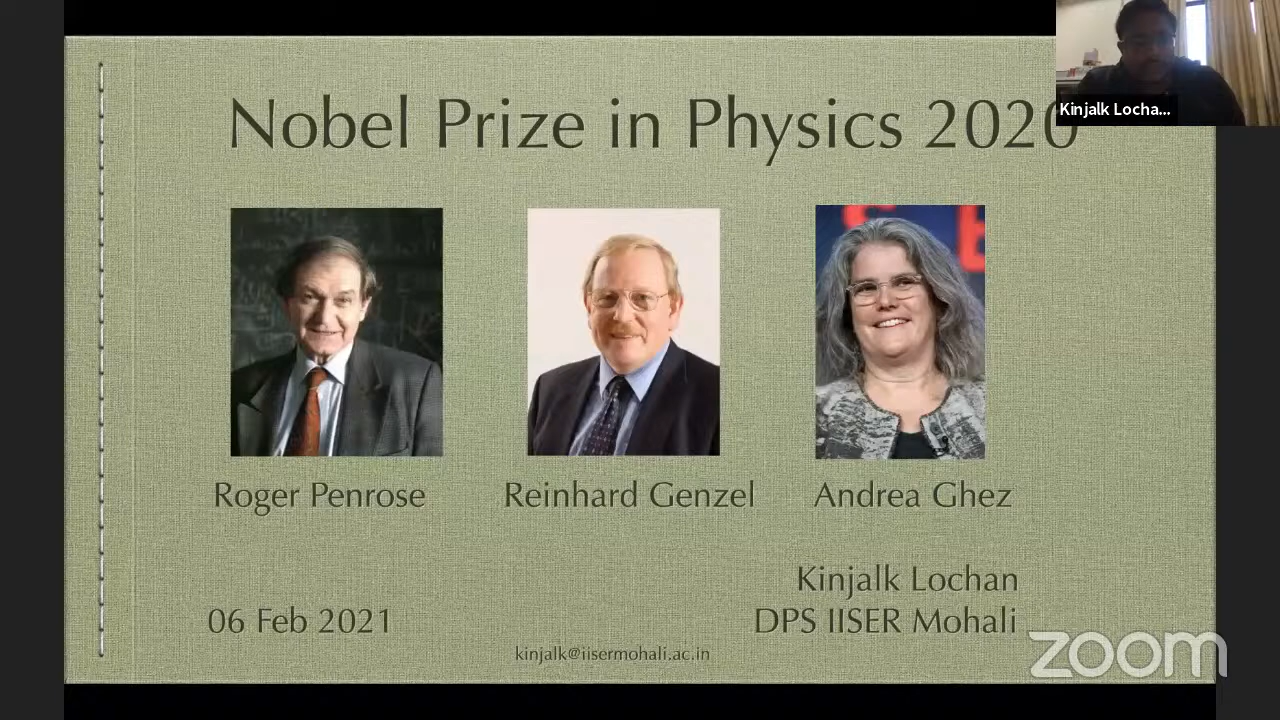 Nobel Prize in Physics 2020
Kinjalk Locha...
Roger Penrose
Reinhard Genzel
Andrea Ghez
Kinjalk Lochan
06 Feb 2021
DPS IISER Mohali
kinjalk@iisermohali.ac.in
zoom